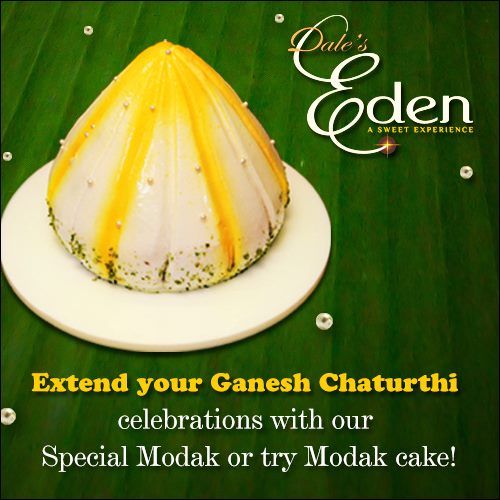 Dale's
Eden
A SWEET EXPERIENCE
Extend your Ganesh Chaturthi
celebrations with our
Special Modak or try Modak cake!